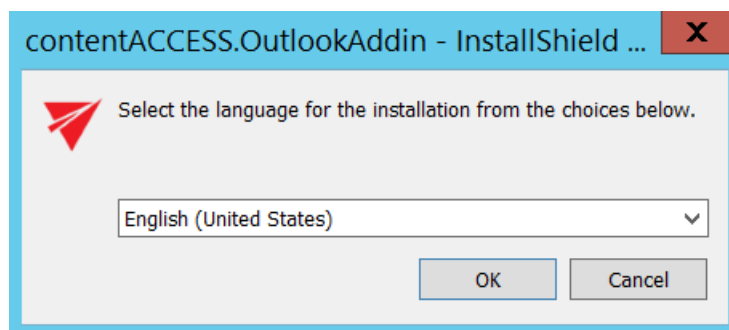 contentACCESS.OutlookAddin - InstallShield ...
Select the language for the installation from the choices below.
English (United States)
OK Cancel